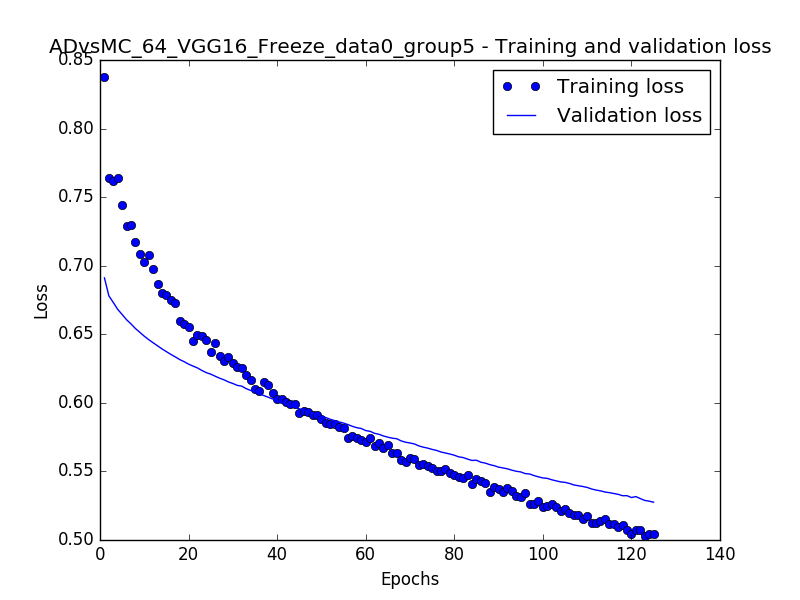 ADvsMC_64_VGG16_Freeze_data0_group5 - Training and validation loss
0.85
0.80
0.75
0.70
0.65
0.60
0.55
0.50
Loss
Training loss
Validation loss
0 20 40 60 80 100 120 140
Epochs